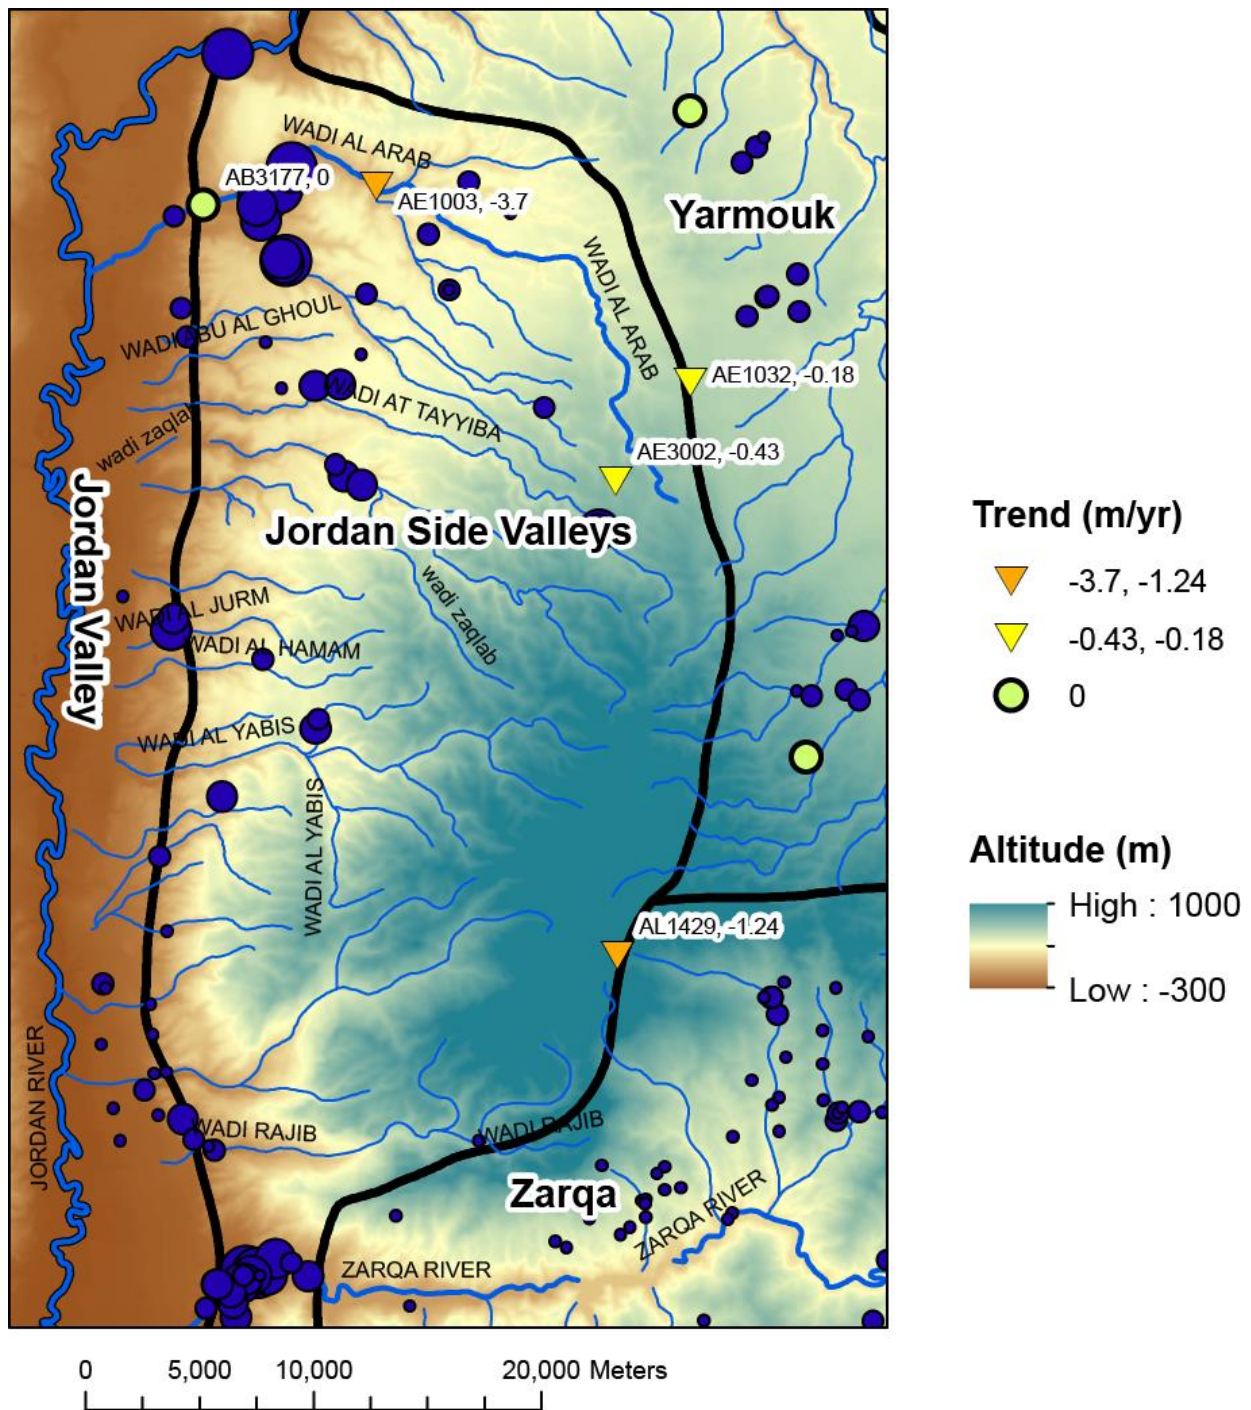 WADI AL ARAB
AB3177, 0
AE1003, -3.7
Yarmouk
WADI AL ARAB
WADI ABU AL GHOUL
AE1032, -0.18
WADI AT TAYYIBA
wadi zaqla
AE3002, -0.43
Jordan Valley
Jordan Side Valleys
wadi zaqlab
WADI AL JURM
WADI AL HAMAM
WADI AL YABIS
WADI AL YABIS
AL1429, -1.24
JORDAN RIVER
WADI RAJIB
WADI RAJIB
Zarqa
ZARQA RIVER
ZARQA RIVER
Trend (m/yr)
-3.7, -1.24
-0.43, -0.18
0
Altitude (m)
High : 1000
Low : -300
0 5,000 10,000 20,000 Meters